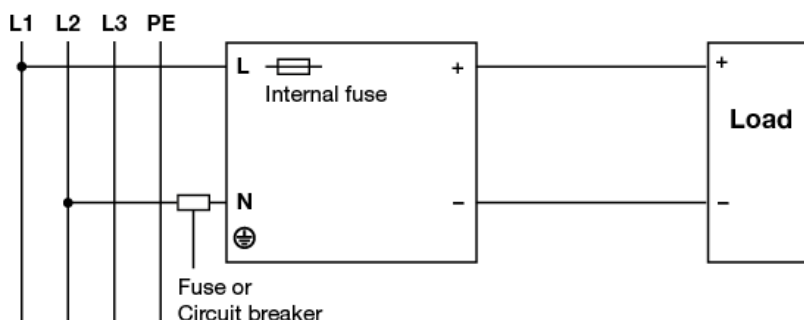 L1 L2 L3 PE
L
+
+
Internal fuse
Load
N
−
−
Fuse or
Circuit breaker